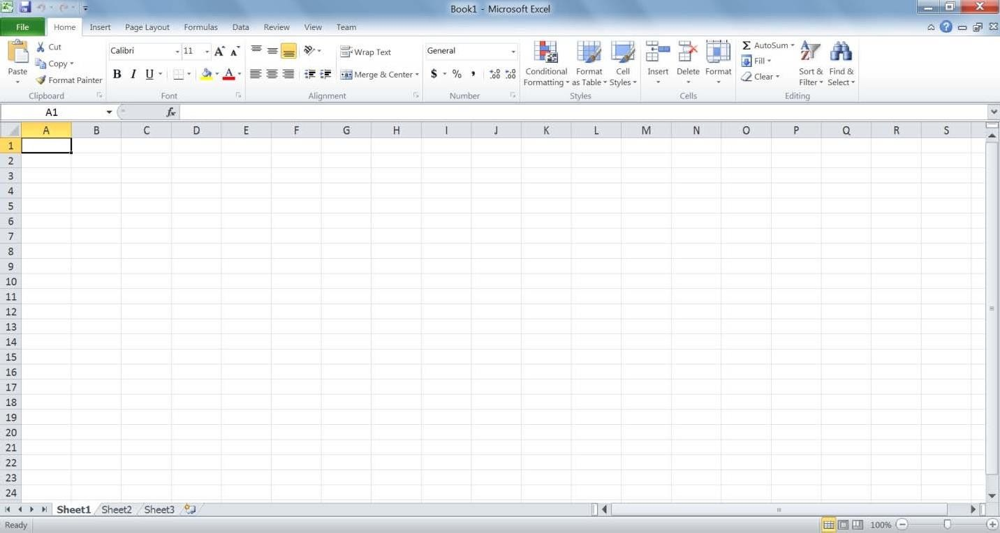 Book1 - Microsoft Excel
File Home Insert Page Layout Formulas Data Review View Team
Cut
Copy
Format Painter
Paste
Clipboard
Calibri 11
B I U A
Font
Wrap Text
Merge & Center
Alignment
General
$ % ,
Number
Conditional Formatting
Format as Table
Cell Styles
Styles
Insert Delete Format
Cells
Σ AutoSum
Fill
Clear
Sort & Filter
Find & Select
Editing
A1 fx
A B C D E F G H I J K L M N O P Q R S
1
2
3
4
5
6
7
8
9
10
11
12
13
14
15
16
17
18
19
20
21
22
23
24
Sheet1 Sheet2 Sheet3
Ready 100%